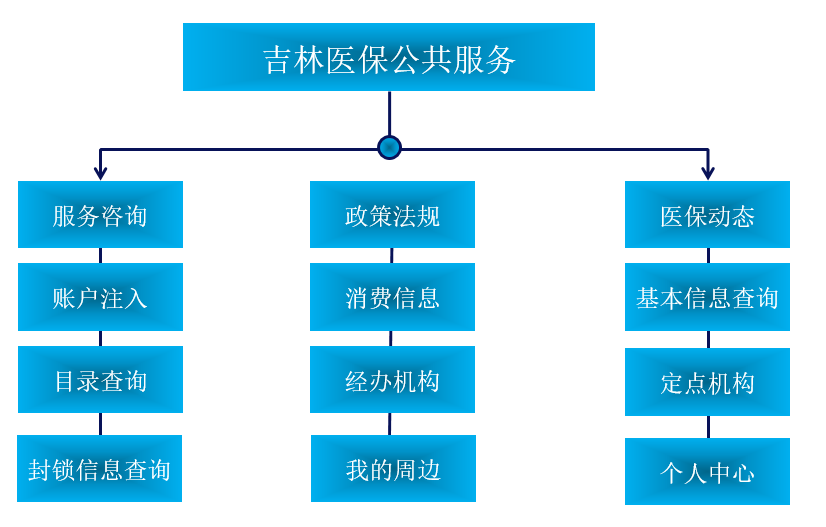 吉林医保公共服务
服务咨询
政策法规
医保动态
账户注入
消费信息
基本信息查询
目录查询
经办机构
定点机构
封锁信息查询
我的周边
个人中心